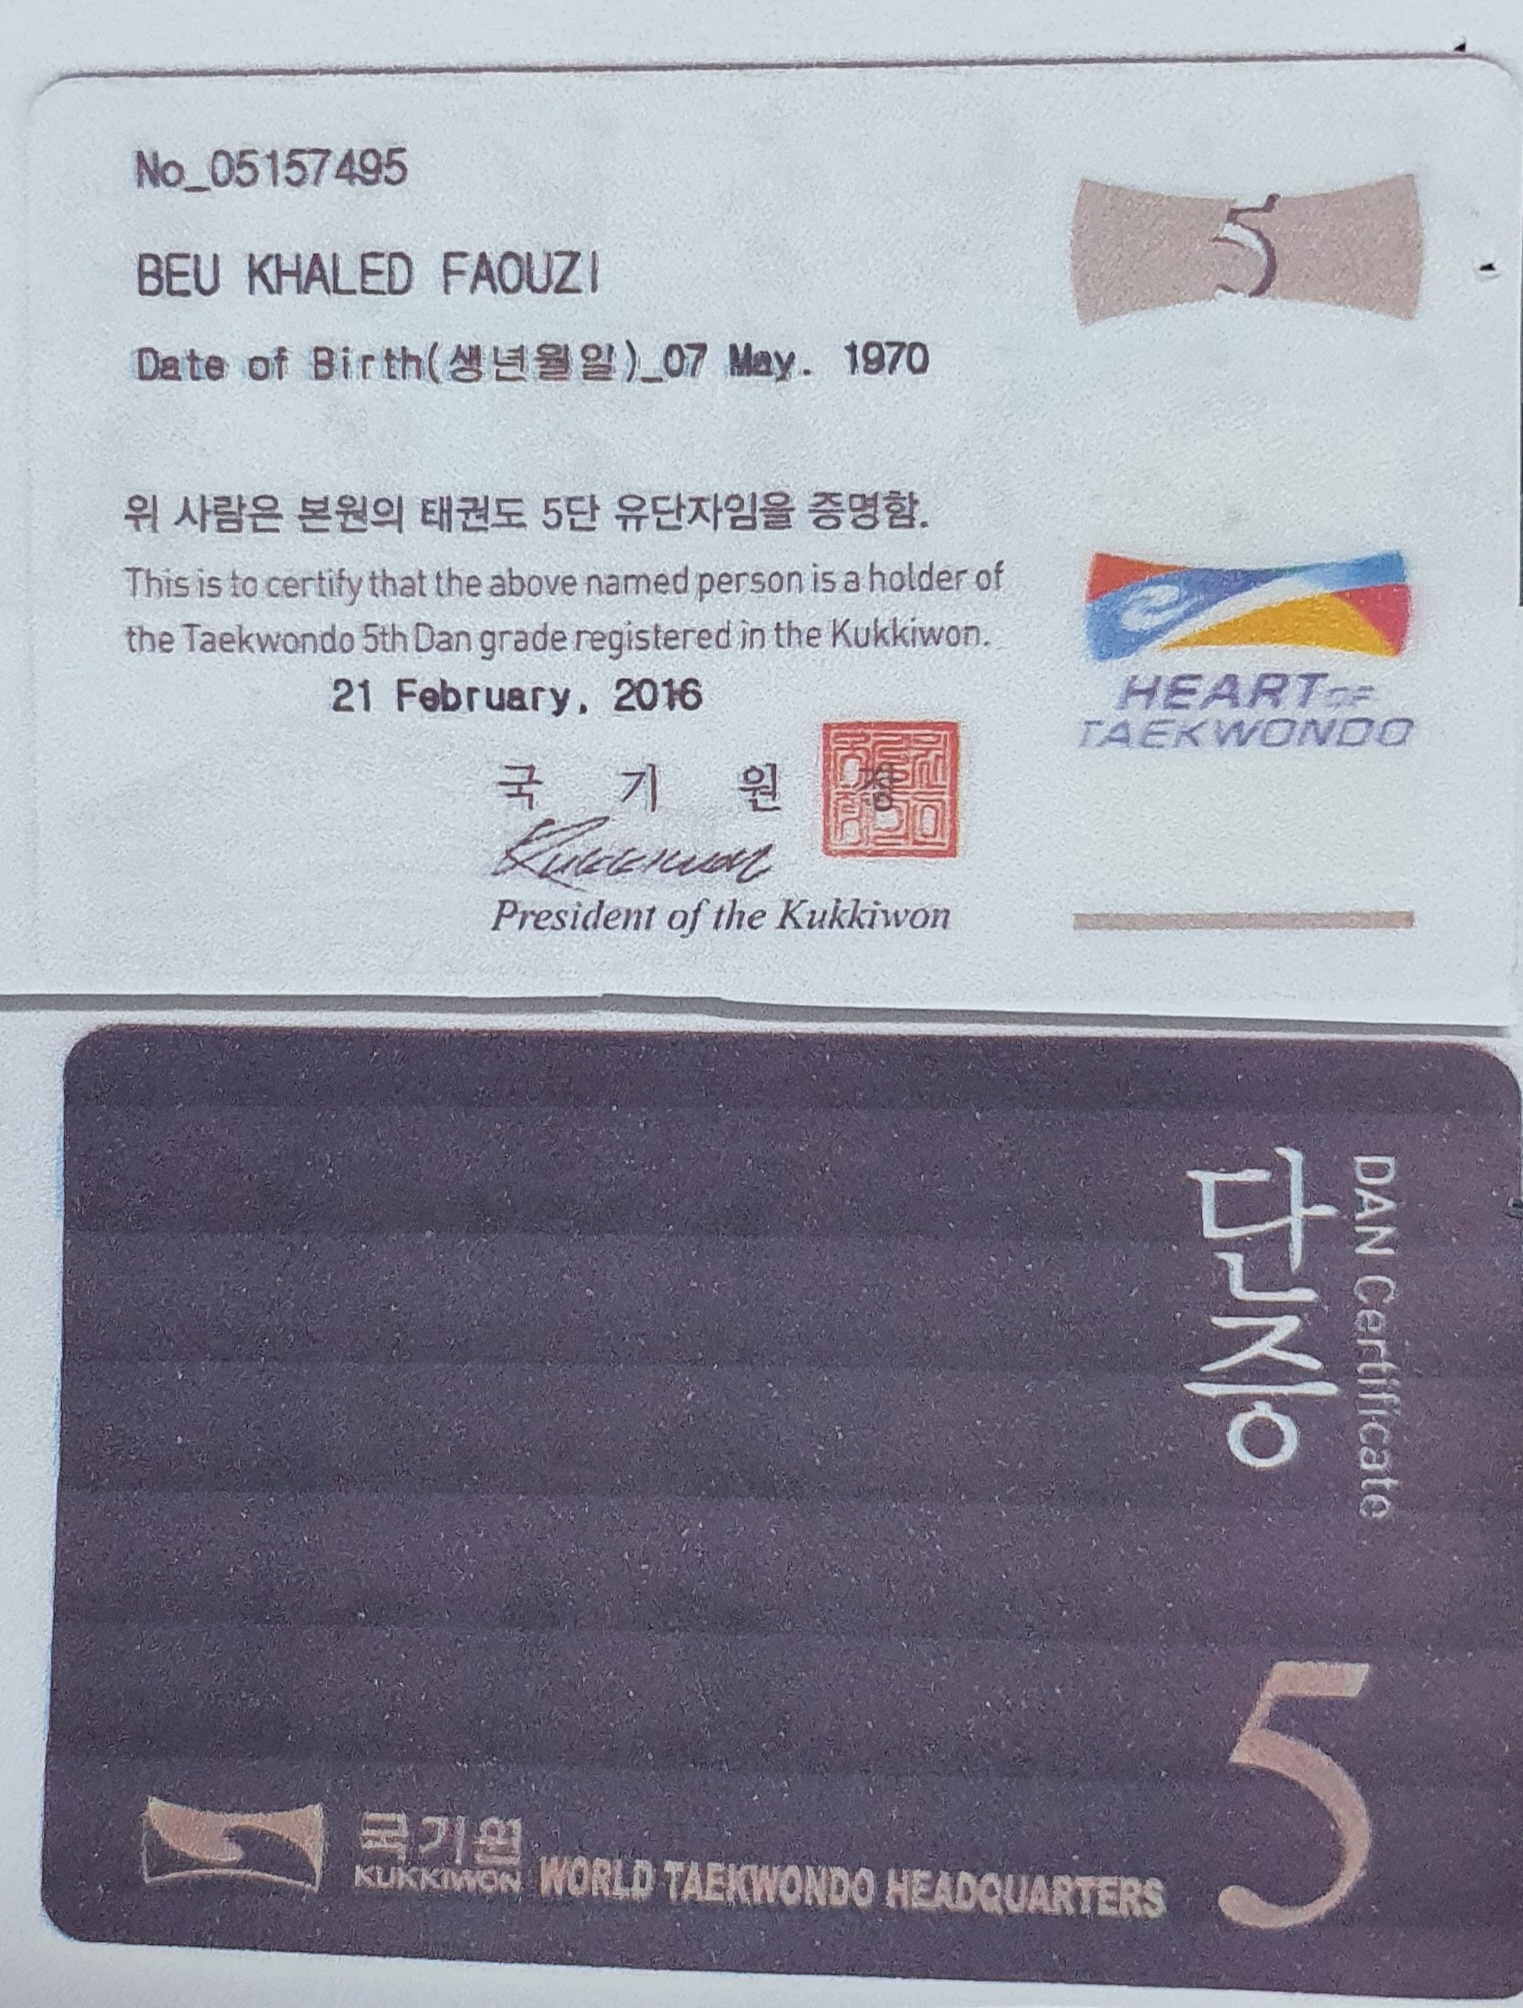 No_05157495
5
BEU KHALED FAOUZI
Date of Birth(생년월일)_07 May. 1970
위 사람은 본원의 태권도 5단 유단자임을 증명함.
This is to certify that the above named person is a holder of
the Taekwondo 5th Dan grade registered in the Kukkiwon.
21 February, 2016
HEART OF
TAEKWONDO
국 기 원 장
Kukkiwon
President of the Kukkiwon
단증
DAN Certificate
5
국기원
KUKKIWON WORLD TAEKWONDO HEADQUARTERS